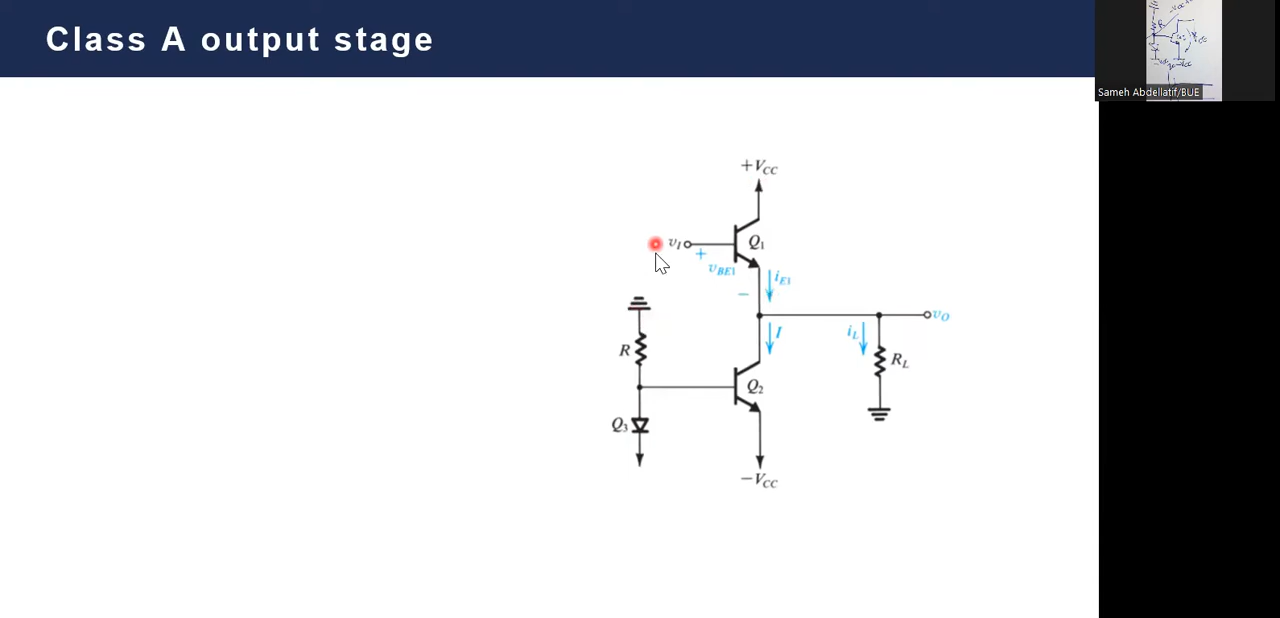 Class A output stage
Sameh Abdellatif/BUE
+VCC
vI
+
vBE1
−
Q1
iE1
I
iL
vO
R
RL
Q2
Q3
−VCC